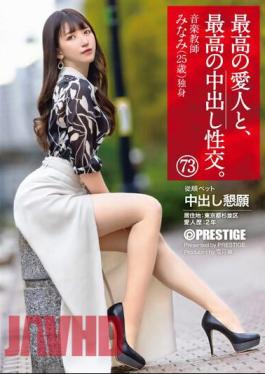 最高の愛人と、
最高の中出し性交。
73
音楽教師
みなみ(25歳)独身
従順ペット
中出し懇願
居住地:東京都杉並区
愛人歴:2年
PRESTIGE
Presented by PRESTIGE
JAVHD